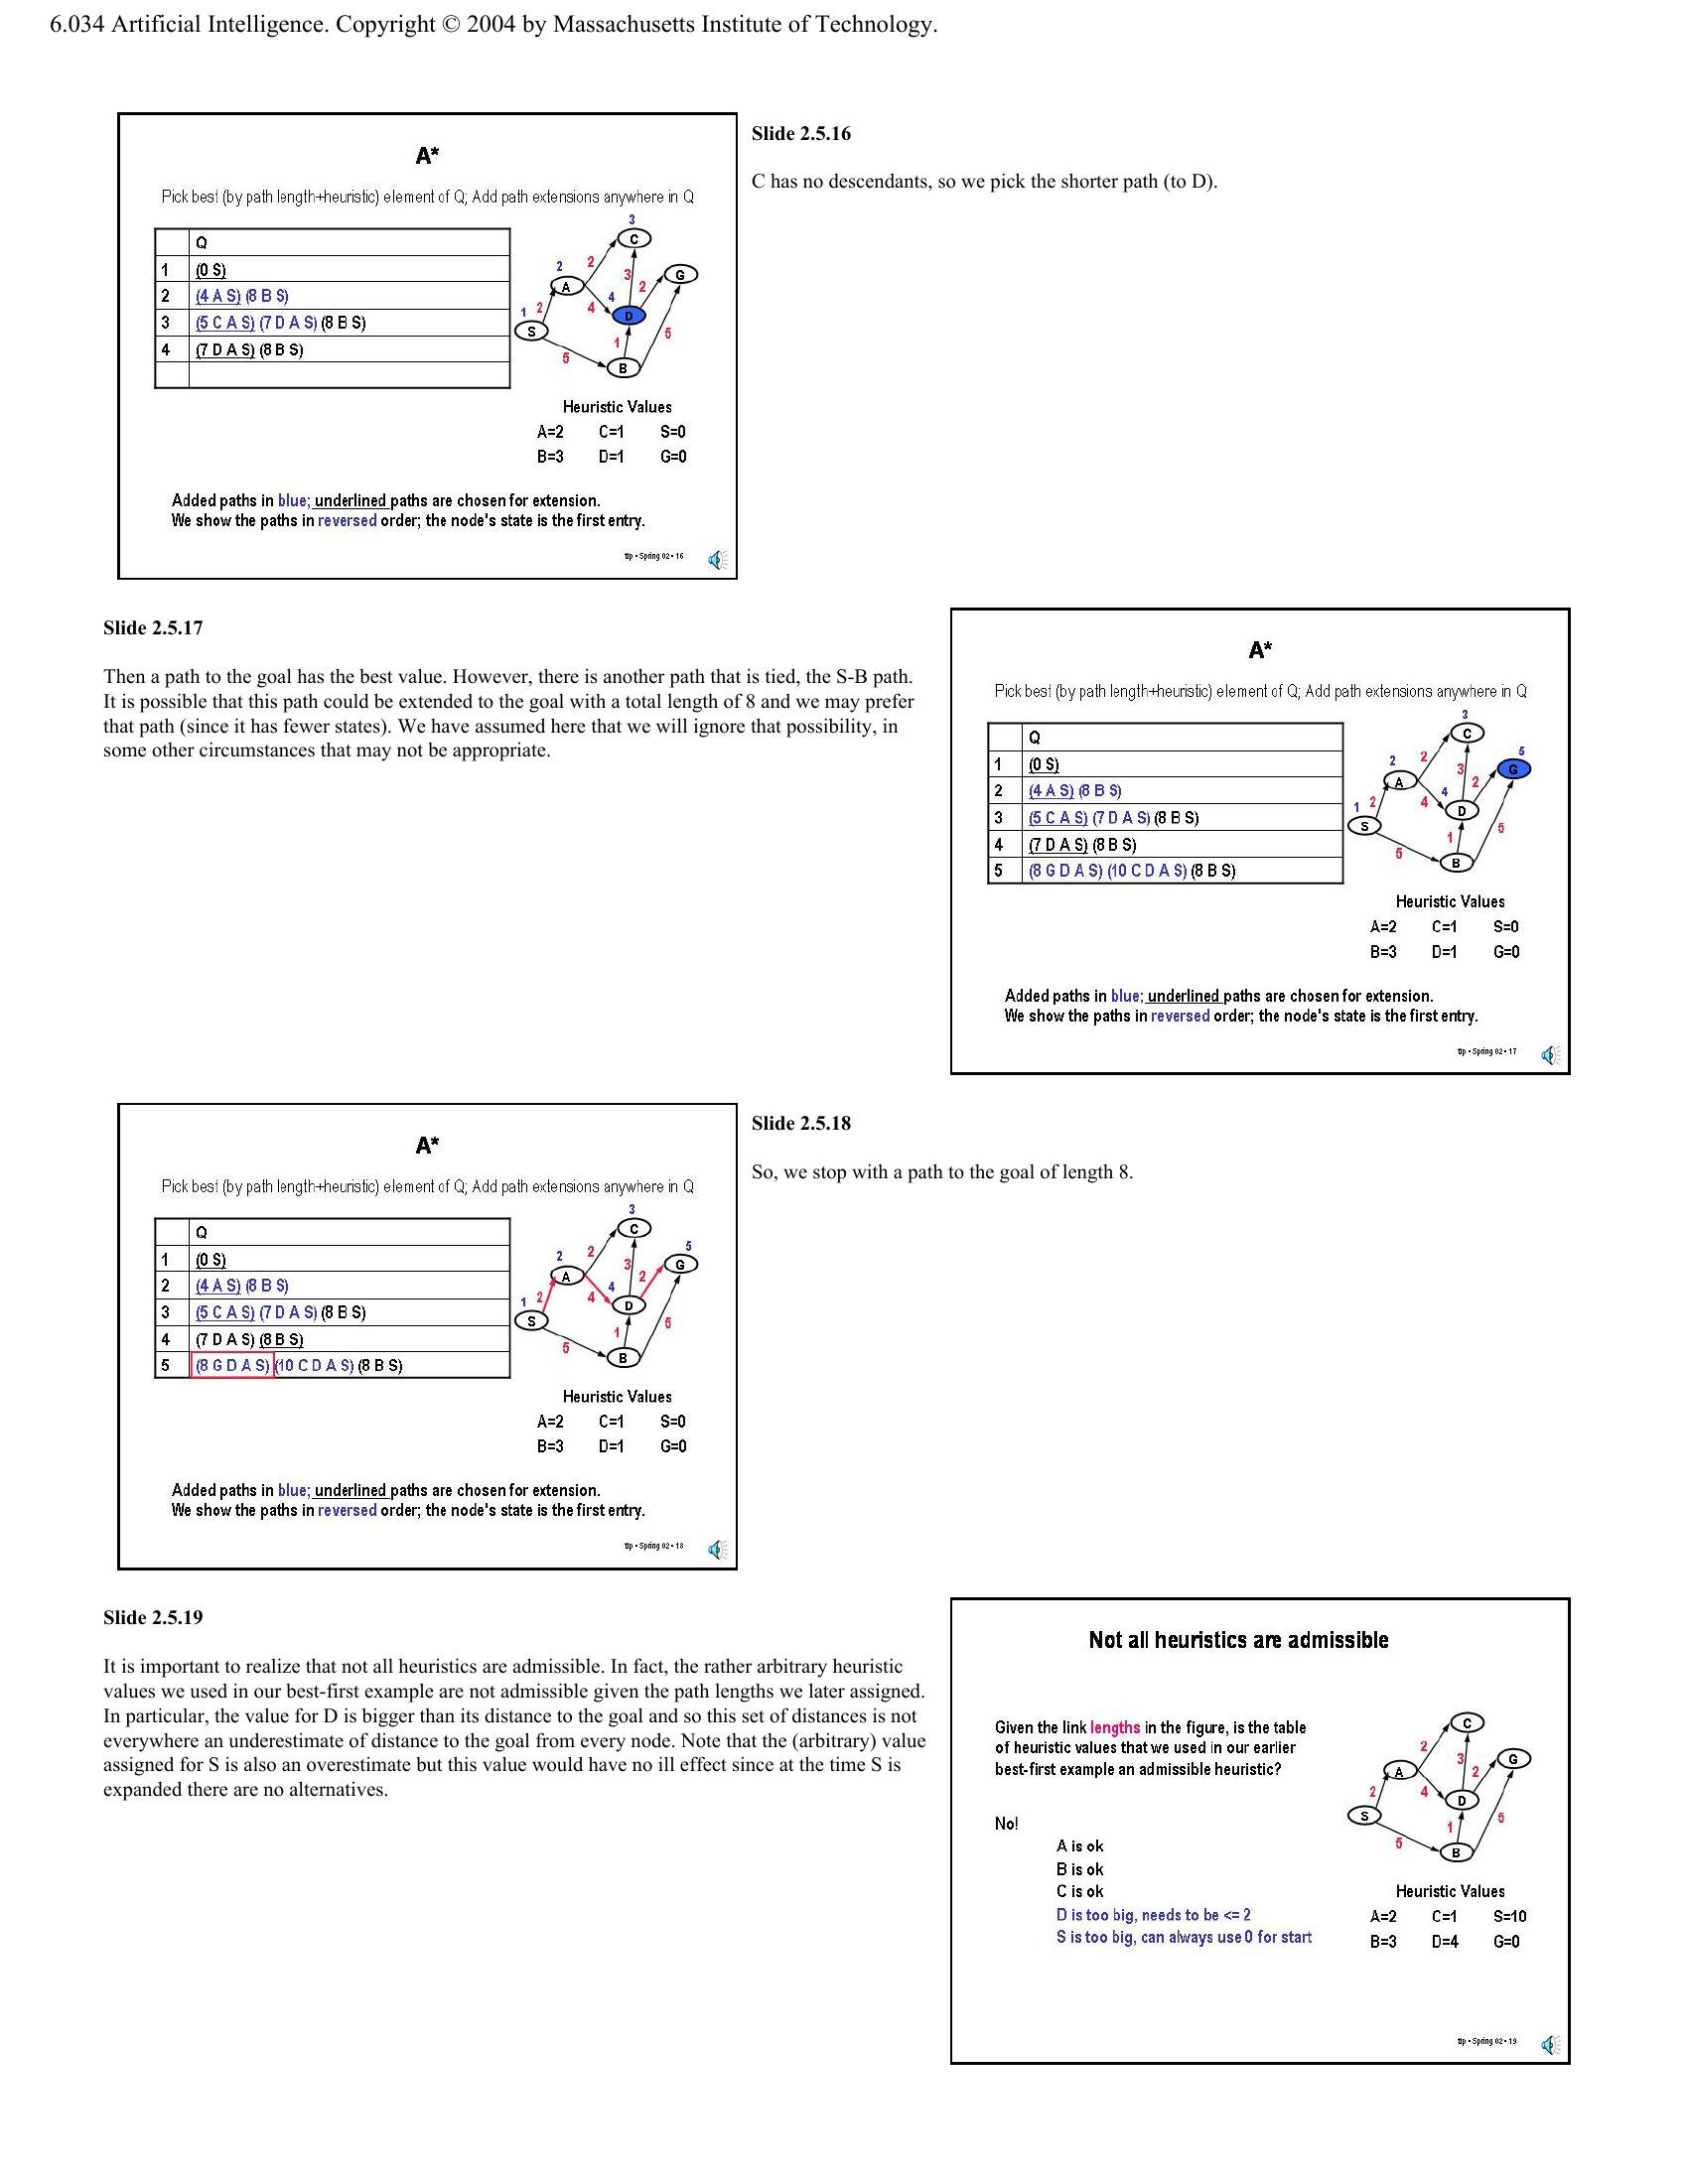 6.034 Artificial Intelligence. Copyright © 2004 by Massachusetts Institute of Technology.
A*
Pick best (by path length+heuristic) element of Q; Add path extensions anywhere in Q
Q
1 (0 S)
2 (4 A S) (8 B S)
3 (5 C A S) (7 D A S) (8 B S)
4 (7 D A S) (8 B S)
3
C
2
2
3
G
A
4
2
1 2
4
D
S
1
5
5
B
Heuristic Values
A=2 C=1 S=0
B=3 D=1 G=0
Added paths in blue; underlined paths are chosen for extension.
We show the paths in reversed order; the node's state is the first entry.
tlp • Spring 02 • 16
Slide 2.5.16
C has no descendants, so we pick the shorter path (to D).
Slide 2.5.17
Then a path to the goal has the best value. However, there is another path that is tied, the S-B path.
It is possible that this path could be extended to the goal with a total length of 8 and we may prefer
that path (since it has fewer states). We have assumed here that we will ignore that possibility, in
some other circumstances that may not be appropriate.
A*
Pick best (by path length+heuristic) element of Q; Add path extensions anywhere in Q
Q
1 (0 S)
2 (4 A S) (8 B S)
3 (5 C A S) (7 D A S) (8 B S)
4 (7 D A S) (8 B S)
5 (8 G D A S) (10 C D A S) (8 B S)
3
C
5
2
2
3
G
A
4
2
1 2
4
D
S
1
5
5
B
Heuristic Values
A=2 C=1 S=0
B=3 D=1 G=0
Added paths in blue; underlined paths are chosen for extension.
We show the paths in reversed order; the node's state is the first entry.
tlp • Spring 02 • 17
A*
Pick best (by path length+heuristic) element of Q; Add path extensions anywhere in Q
Q
1 (0 S)
2 (4 A S) (8 B S)
3 (5 C A S) (7 D A S) (8 B S)
4 (7 D A S) (8 B S)
5 (8 G D A S) (10 C D A S) (8 B S)
3
C
5
2
2
3
G
A
4
2
1 2
4
D
S
1
5
5
B
Heuristic Values
A=2 C=1 S=0
B=3 D=1 G=0
Added paths in blue; underlined paths are chosen for extension.
We show the paths in reversed order; the node's state is the first entry.
tlp • Spring 02 • 18
Slide 2.5.18
So, we stop with a path to the goal of length 8.
Slide 2.5.19
It is important to realize that not all heuristics are admissible. In fact, the rather arbitrary heuristic
values we used in our best-first example are not admissible given the path lengths we later assigned.
In particular, the value for D is bigger than its distance to the goal and so this set of distances is not
everywhere an underestimate of distance to the goal from every node. Note that the (arbitrary) value
assigned for S is also an overestimate but this value would have no ill effect since at the time S is
expanded there are no alternatives.
Not all heuristics are admissible
Given the link lengths in the figure, is the table
of heuristic values that we used in our earlier
best-first example an admissible heuristic?
No!
A is ok
B is ok
C is ok
D is too big, needs to be <= 2
S is too big, can always use 0 for start
C
2
3
G
A
2
2
4
D
S
1
5
5
B
Heuristic Values
A=2 C=1 S=10
B=3 D=4 G=0
tlp • Spring 02 • 19